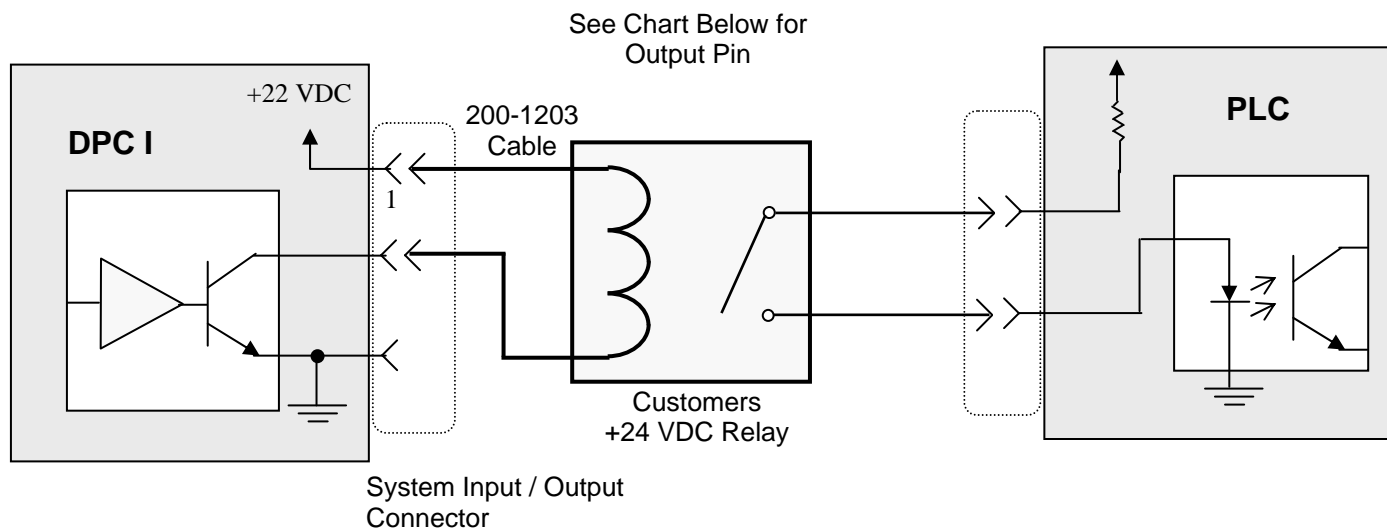 See Chart Below for
Output Pin
+22 VDC
DPC I
200-1203
Cable
PLC
1
Customers
+24 VDC Relay
System Input / Output
Connector